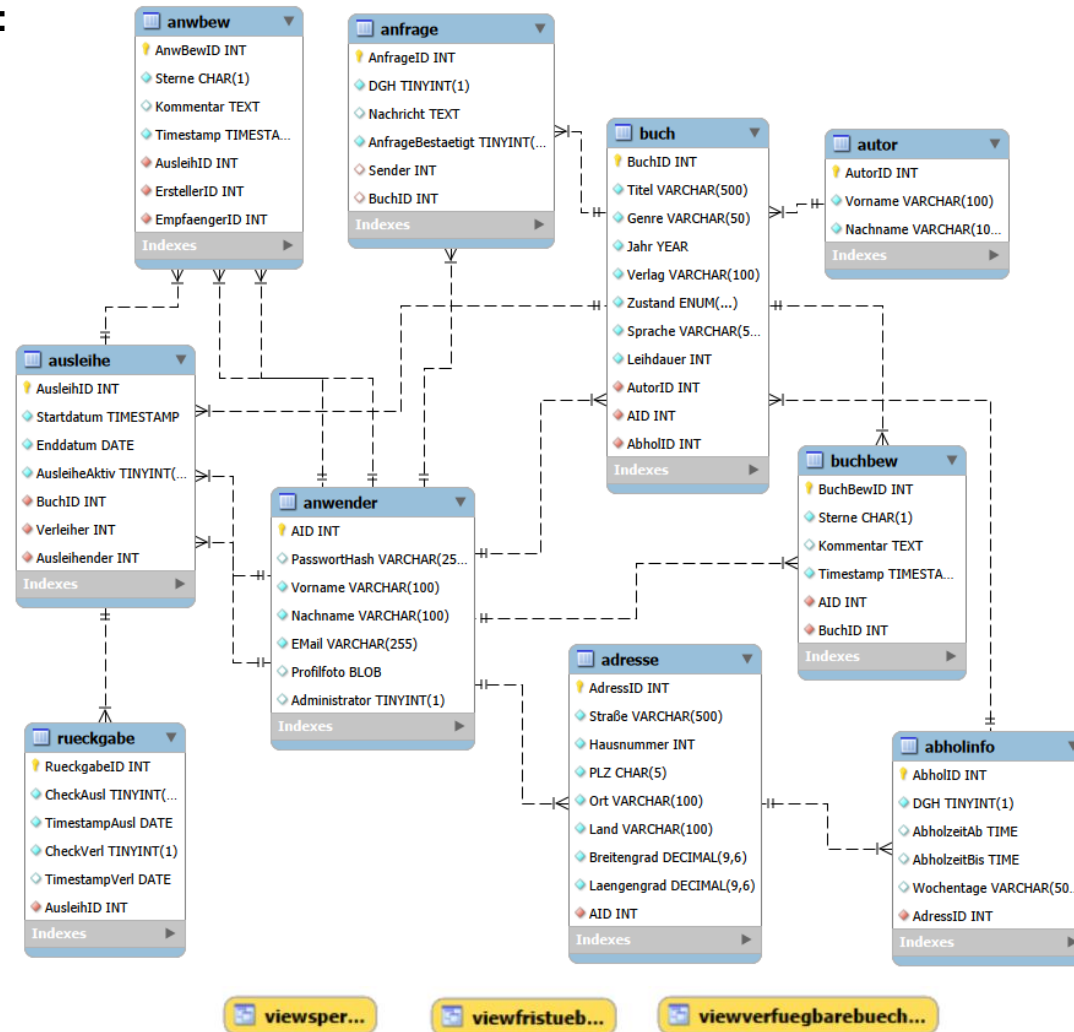 :
anwbew
AnwBewID INT
Sterne CHAR(1)
Kommentar TEXT
Timestamp TIMESTA...
AusleihID INT
ErstellerID INT
EmpfaengerID INT
Indexes
anfrage
AnfrageID INT
DGH TINYINT(1)
Nachricht TEXT
AnfrageBestaetigt TINYINT(...
Sender INT
BuchID INT
Indexes
buch
BuchID INT
Titel VARCHAR(500)
Genre VARCHAR(50)
Jahr YEAR
Verlag VARCHAR(100)
Zustand ENUM(...)
Sprache VARCHAR(5...
Leihdauer INT
AutorID INT
AID INT
AbholID INT
Indexes
autor
AutorID INT
Vorname VARCHAR(100)
Nachname VARCHAR(10...
Indexes
ausleihe
AusleihID INT
Startdatum TIMESTAMP
Enddatum DATE
AusleiheAktiv TINYINT(...
BuchID INT
Verleiher INT
Ausleihender INT
Indexes
anwender
AID INT
PasswortHash VARCHAR(25...
Vorname VARCHAR(100)
Nachname VARCHAR(100)
EMail VARCHAR(255)
Profilfoto BLOB
Administrator TINYINT(1)
Indexes
buchbew
BuchBewID INT
Sterne CHAR(1)
Kommentar TEXT
Timestamp TIMESTA...
AID INT
BuchID INT
Indexes
rueckgabe
RueckgabeID INT
CheckAusl TINYINT(...
TimestampAusl DATE
CheckVerl TINYINT(1)
TimestampVerl DATE
AusleihID INT
Indexes
adresse
AdressID INT
Straße VARCHAR(500)
Hausnummer INT
PLZ CHAR(5)
Ort VARCHAR(100)
Land VARCHAR(100)
Breitengrad DECIMAL(9,6)
Laengengrad DECIMAL(9,6)
AID INT
Indexes
abholinfo
AbholID INT
DGH TINYINT(1)
AbholzeitAb TIME
AbholzeitBis TIME
Wochentage VARCHAR(50...
AdressID INT
Indexes
viewsper...
viewfristueb...
viewverfuegbarebuech...